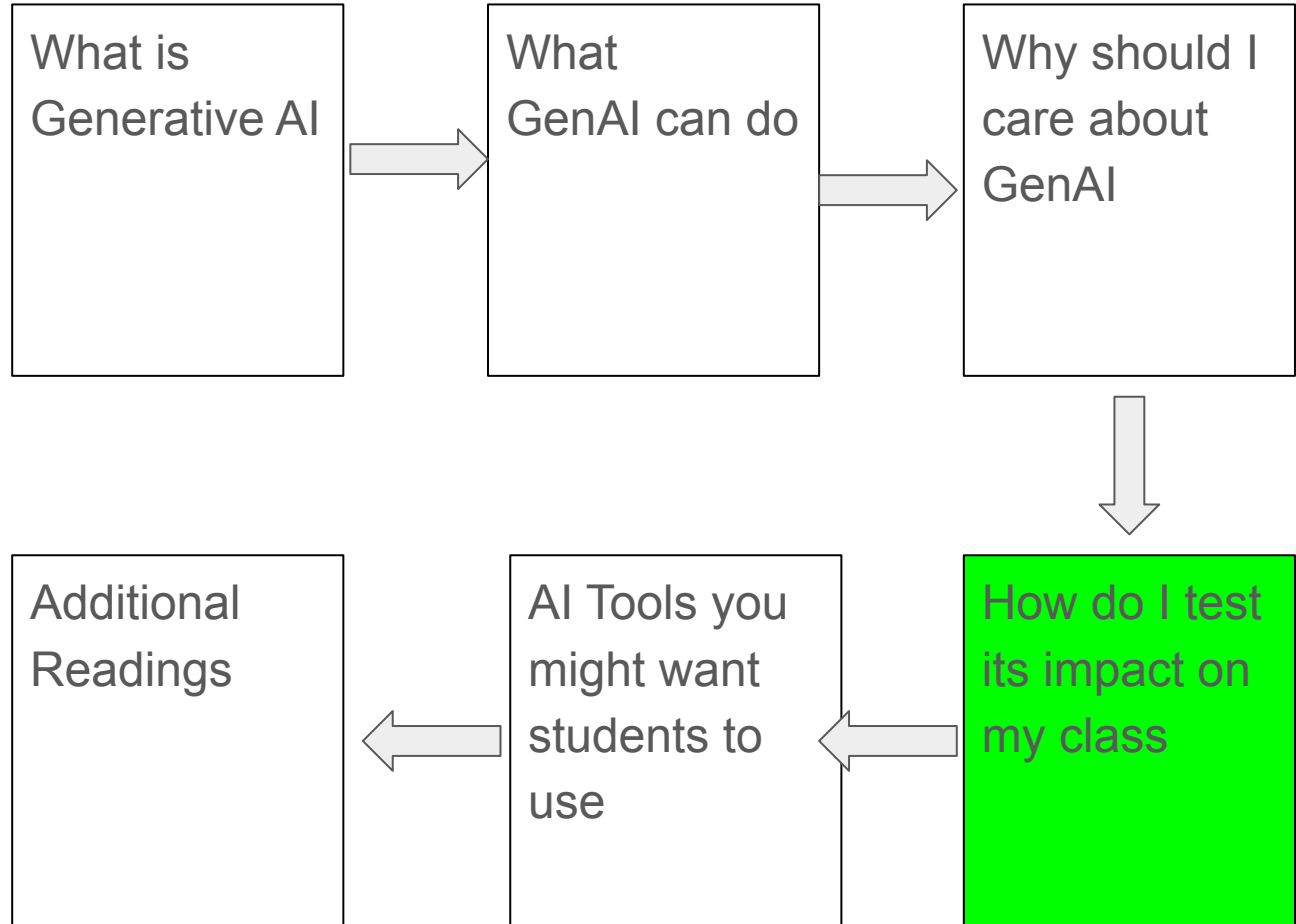 What is
Generative AI
What
GenAI can do
Why should I
care about
GenAI
How do I test
its impact on
my class
AI Tools you
might want
students to
use
Additional
Readings